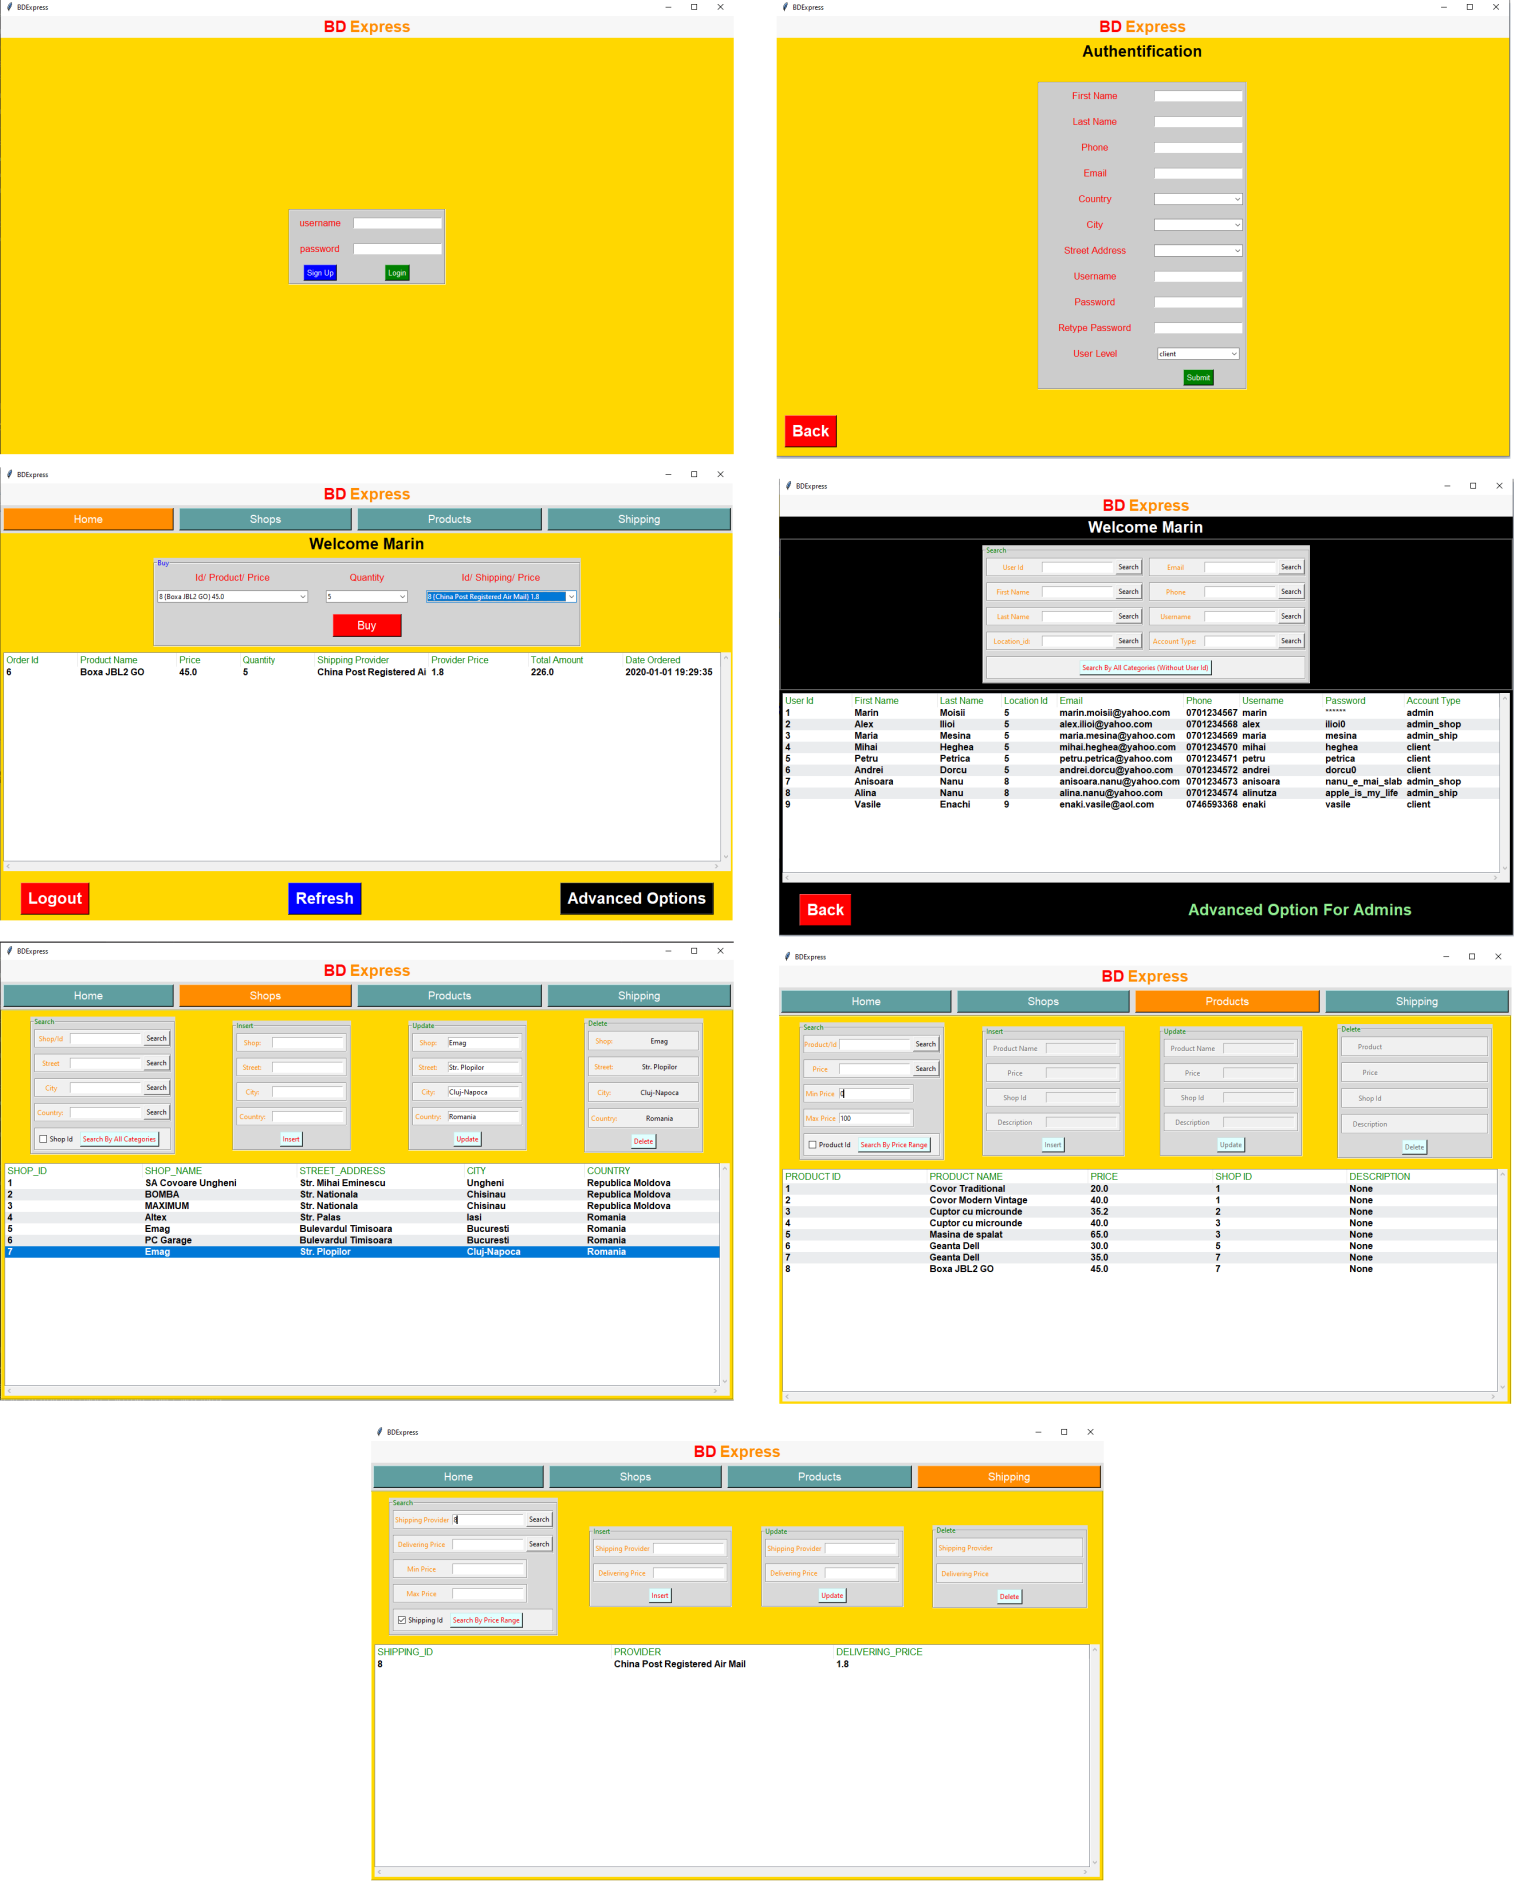 BDExpress
BD Express
username
password
Sign Up Login
BDExpress
BD Express
Authentification
First Name
Last Name
Phone
Email
Country
City
Street Address
Username
Password
Retype Password
User Level client
Submit
Back
BDExpress
BD Express
Home Shops Products Shipping
Welcome Marin
Buy
Id/ Product/ Price Quantity Id/ Shipping/ Price
8 (Boxa JBL2 GO) 45.0 5 8 (China Post Registered Air Mail) 1.8
Buy
Order Id Product Name Price Quantity Shipping Provider Provider Price Total Amount Date Ordered
6 Boxa JBL2 GO 45.0 5 China Post Registered Ai 1.8 226.0 2020-01-01 19:29:35
Logout Refresh Advanced Options
BDExpress
BD Express
Welcome Marin
Search
User Id Search Email Search
First Name Search Phone Search
Last Name Search Username Search
Location_id: Search Account Type: Search
Search By All Categories (Without User Id)
User Id First Name Last Name Location Id Email Phone Username Password Account Type
1 Marin Moisii 5 marin.moisii@yahoo.com 0701234567 marin ****** admin
2 Alex Ilioi 5 alex.ilioi@yahoo.com 0701234568 alex ilioi0 admin_shop
3 Maria Mesina 5 maria.mesina@yahoo.com 0701234569 maria mesina admin_ship
4 Mihai Heghea 5 mihai.heghea@yahoo.com 0701234570 mihai heghea client
5 Petru Petrica 5 petru.petrica@yahoo.com 0701234571 petru petrica client
6 Andrei Dorcu 5 andrei.dorcu@yahoo.com 0701234572 andrei dorcu0 client
7 Anisoara Nanu 8 anisoara.nanu@yahoo.com 0701234573 anisoara nanu_e_mai_slab admin_shop
8 Alina Nanu 8 alina.nanu@yahoo.com 0701234574 alinutza apple_is_my_life admin_ship
9 Vasile Enachi 9 enaki.vasile@aol.com 0746593368 enaki vasile client
Back Advanced Option For Admins
BDExpress
BD Express
Home Shops Products Shipping
Search Insert Update Delete
Shop/Id Search Shop: Shop: Emag Shop: Emag
Street Search Street: Street: Str. Plopilor Street: Str. Plopilor
City Search City: City: Cluj-Napoca City: Cluj-Napoca
Country: Search Country: Country: Romania Country: Romania
Shop Id Search By All Categories Insert Update Delete
SHOP_ID SHOP_NAME STREET_ADDRESS CITY COUNTRY
1 SA Covoare Ungheni Str. Mihai Eminescu Ungheni Republica Moldova
2 BOMBA Str. Nationala Chisinau Republica Moldova
3 MAXIMUM Str. Nationala Chisinau Republica Moldova
4 Altex Str. Palas Iasi Romania
5 Emag Bulevardul Timisoara Bucuresti Romania
6 PC Garage Bulevardul Timisoara Bucuresti Romania
7 Emag Str. Plopilor Cluj-Napoca Romania
BDExpress
BD Express
Home Shops Products Shipping
Search Insert Update Delete
Product/Id Search Product Name Product Name Product
Price Search Price Price Price
Min Price 0 Shop Id Shop Id Shop Id
Max Price 100 Description Description Description
Product Id Search By Price Range Insert Update Delete
PRODUCT ID PRODUCT NAME PRICE SHOP ID DESCRIPTION
1 Covor Traditional 20.0 1 None
2 Covor Modern Vintage 40.0 1 None
3 Cuptor cu microunde 35.2 2 None
4 Cuptor cu microunde 40.0 3 None
5 Masina de spalat 65.0 3 None
6 Geanta Dell 30.0 5 None
7 Geanta Dell 35.0 7 None
8 Boxa JBL2 GO 45.0 7 None
BDExpress
BD Express
Home Shops Products Shipping
Search
Shipping Provider 8 Search
Delivering Price Search
Min Price
Max Price
Shipping Id Search By Price Range
Insert
Shipping Provider
Delivering Price
Insert
Update
Shipping Provider
Delivering Price
Update
Delete
Shipping Provider
Delivering Price
Delete
SHIPPING_ID PROVIDER DELIVERING_PRICE
8 China Post Registered Air Mail 1.8